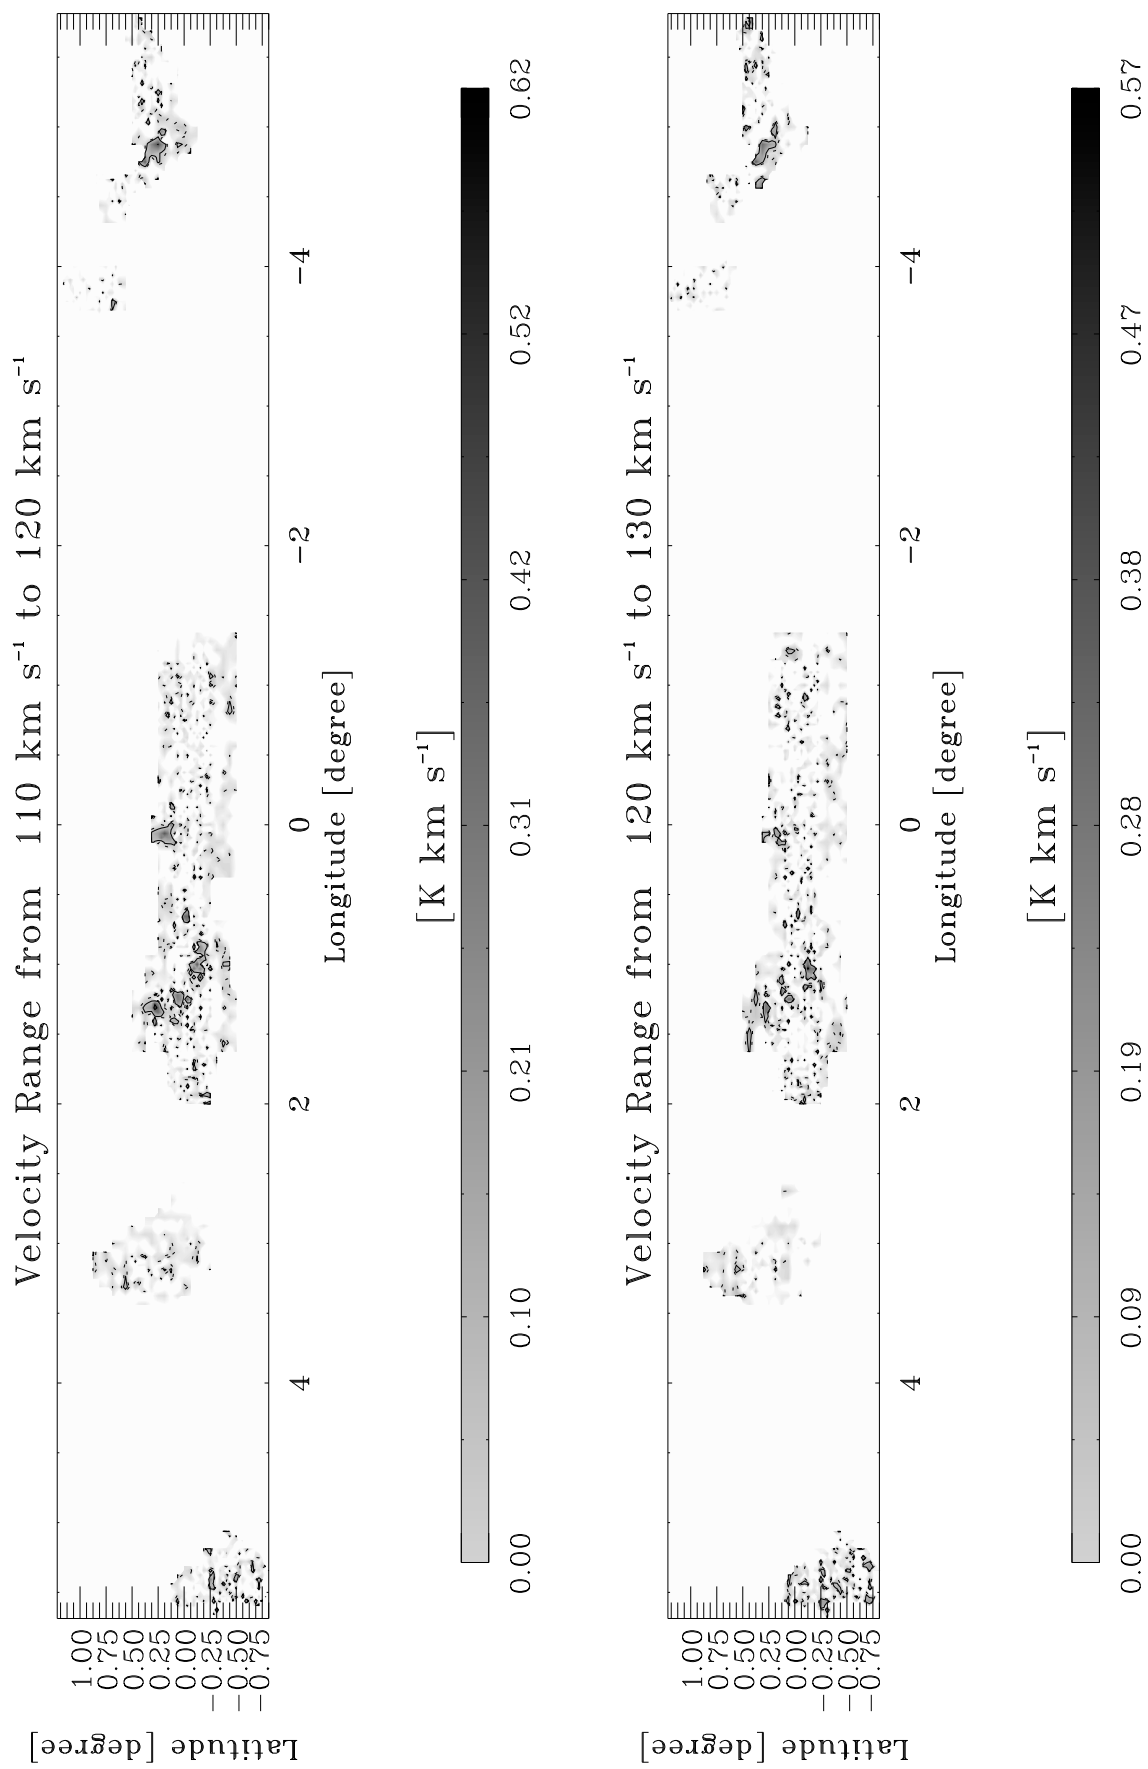 Velocity Range from 110 km s⁻¹ to 120 km s⁻¹
Latitude [degree]
1.00
0.75
0.50
0.25
0.00
−0.25
−0.50
−0.75
4 2 0 −2 −4
Longitude [degree]
[K km s⁻¹]
0.00 0.10 0.21 0.31 0.42 0.52 0.62
Velocity Range from 120 km s⁻¹ to 130 km s⁻¹
Latitude [degree]
1.00
0.75
0.50
0.25
0.00
−0.25
−0.50
−0.75
4 2 0 −2 −4
Longitude [degree]
[K km s⁻¹]
0.00 0.09 0.19 0.28 0.38 0.47 0.57